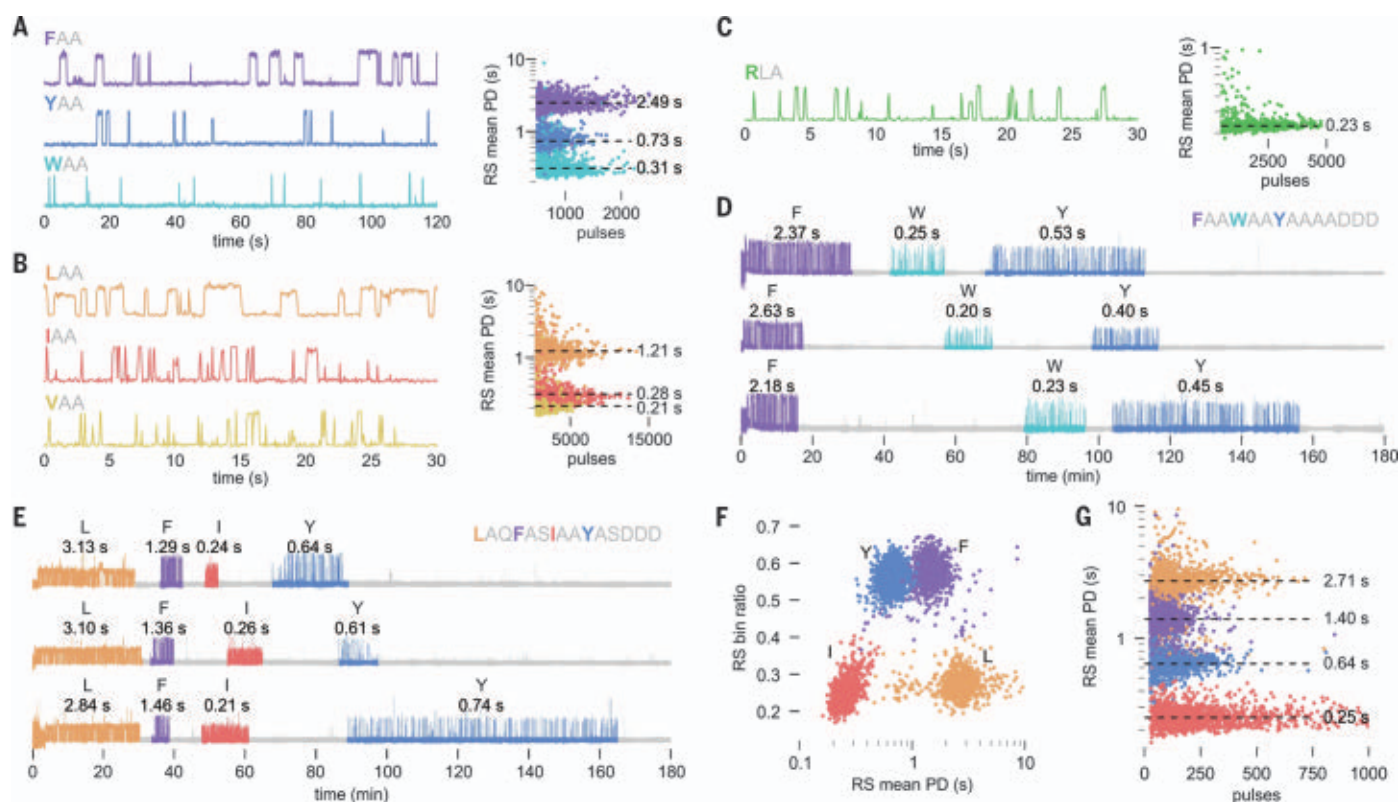 A
FAA
YAA
WAA
0 20 40 60 80 100 120
time (s)
RS mean PD (s)
10
1
2.49 s
0.73 s
0.31 s
1000 2000
pulses
B
LAA
IAA
VAA
0 5 10 15 20 25 30
time (s)
RS mean PD (s)
10
1
1.21 s
0.28 s
0.21 s
5000 15000
pulses
C
RLA
0 5 10 15 20 25 30
time (s)
RS mean PD (s)
1
0.23 s
2500 5000
pulses
D
FAAWAAYAAAADDD
F W Y
2.37 s 0.25 s 0.53 s
F W Y
2.63 s 0.20 s 0.40 s
F W Y
2.18 s 0.23 s 0.45 s
0 20 40 60 80 100 120 140 160 180
time (min)
E
LAQFASIAAYASDDD
L F I Y
3.13 s 1.29 s 0.24 s 0.64 s
L F I Y
3.10 s 1.36 s 0.26 s 0.61 s
L F I Y
2.84 s 1.46 s 0.21 s 0.74 s
0 20 40 60 80 100 120 140 160 180
time (min)
F
RS bin ratio
0.7
0.6
0.5
0.4
0.3
0.2
Y F
I L
0.1 1 10
RS mean PD (s)
G
RS mean PD (s)
10
1
2.71 s
1.40 s
0.64 s
0.25 s
0 250 500 750 1000
pulses